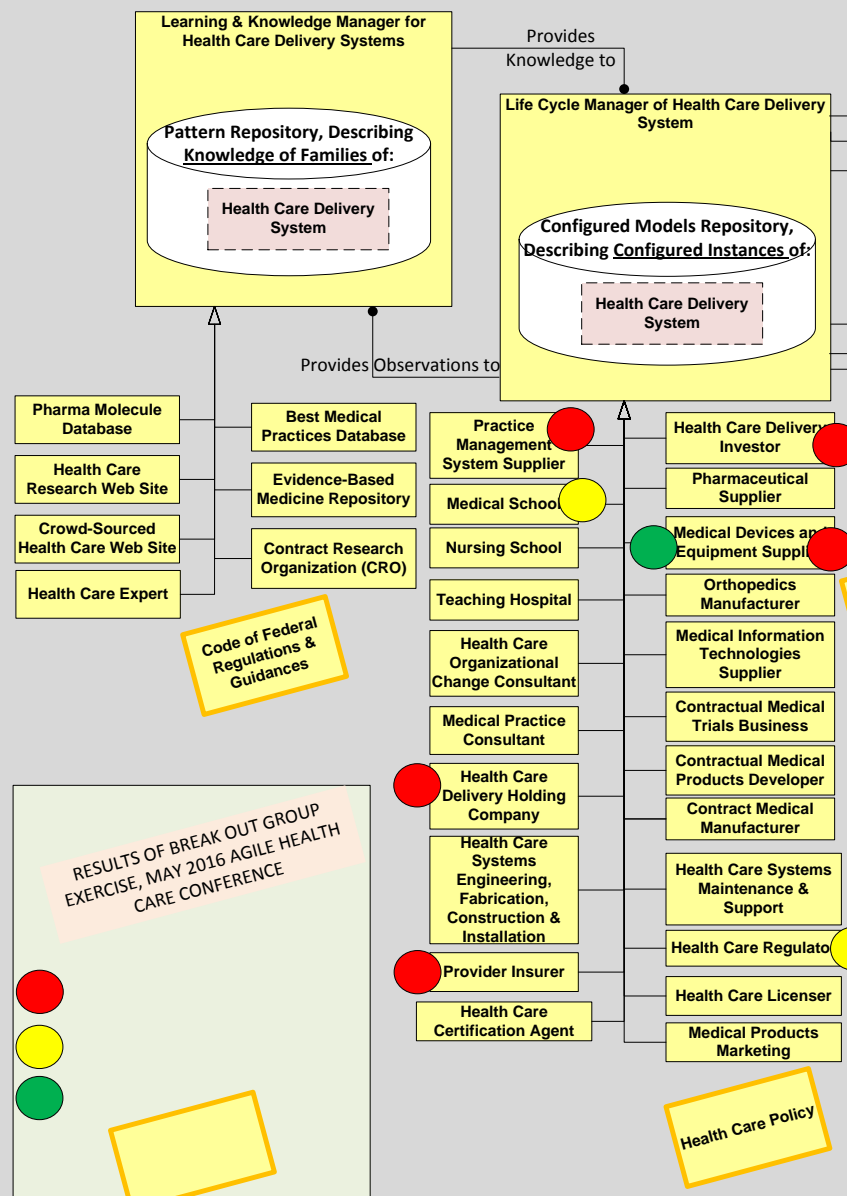 Learning & Knowledge Manager for
Health Care Delivery Systems
Provides
Knowledge to
Pattern Repository, Describing
Knowledge of Families of:
Health Care Delivery
System
Life Cycle Manager of Health Care Delivery
System
Configured Models Repository,
Describing Configured Instances of:
Health Care Delivery
System
Provides Observations to
Pharma Molecule
Database
Health Care
Research Web Site
Crowd-Sourced
Health Care Web Site
Health Care Expert
Best Medical
Practices Database
Evidence-Based
Medicine Repository
Contract Research
Organization (CRO)
Code of Federal
Regulations &
Guidances
Practice
Management
System Supplier
Medical School
Nursing School
Teaching Hospital
Health Care
Organizational
Change Consultant
Medical Practice
Consultant
Health Care
Delivery Holding
Company
Health Care
Systems
Engineering,
Fabrication,
Construction &
Installation
Provider Insurer
Health Care
Certification Agent
Health Care Delivery
Investor
Pharmaceutical
Supplier
Medical Devices and
Equipment Supplier
Orthopedics
Manufacturer
Medical Information
Technologies
Supplier
Contractual Medical
Trials Business
Contractual Medical
Products Developer
Contract Medical
Manufacturer
Health Care Systems
Maintenance &
Support
Health Care Regulator
Health Care Licenser
Medical Products
Marketing
Health Care Policy
RESULTS OF BREAK OUT GROUP
EXERCISE, MAY 2016 AGILE HEALTH
CARE CONFERENCE